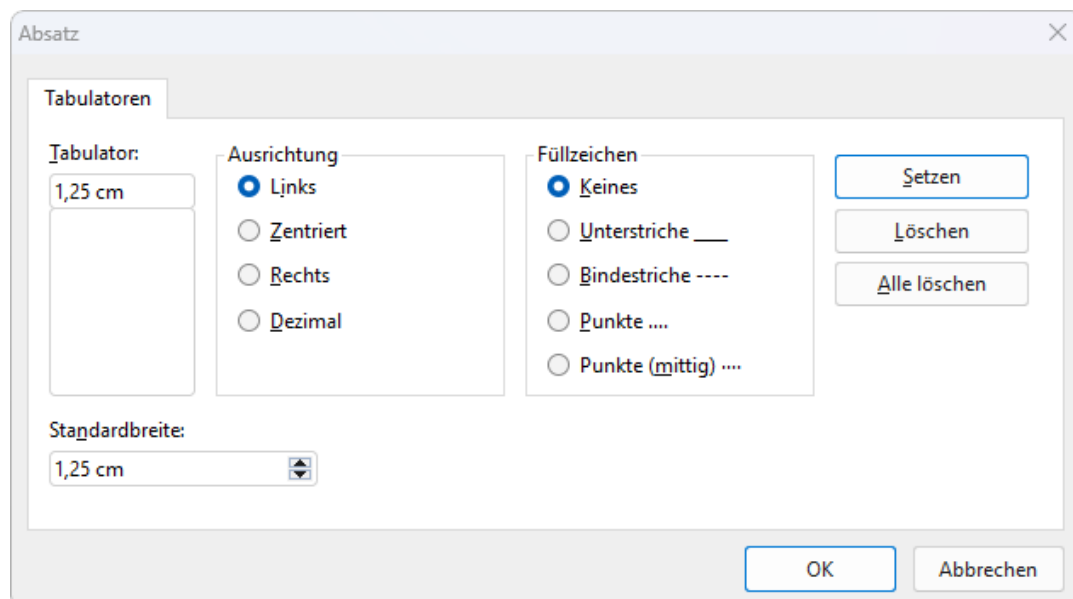 Absatz
Tabulatoren
Tabulator:
1,25 cm
Ausrichtung
Links
Zentriert
Rechts
Dezimal
Füllzeichen
Keines
Unterstriche ___
Bindestriche ----
Punkte ....
Punkte (mittig) ····
Setzen
Löschen
Alle löschen
Standardbreite:
1,25 cm
OK Abbrechen